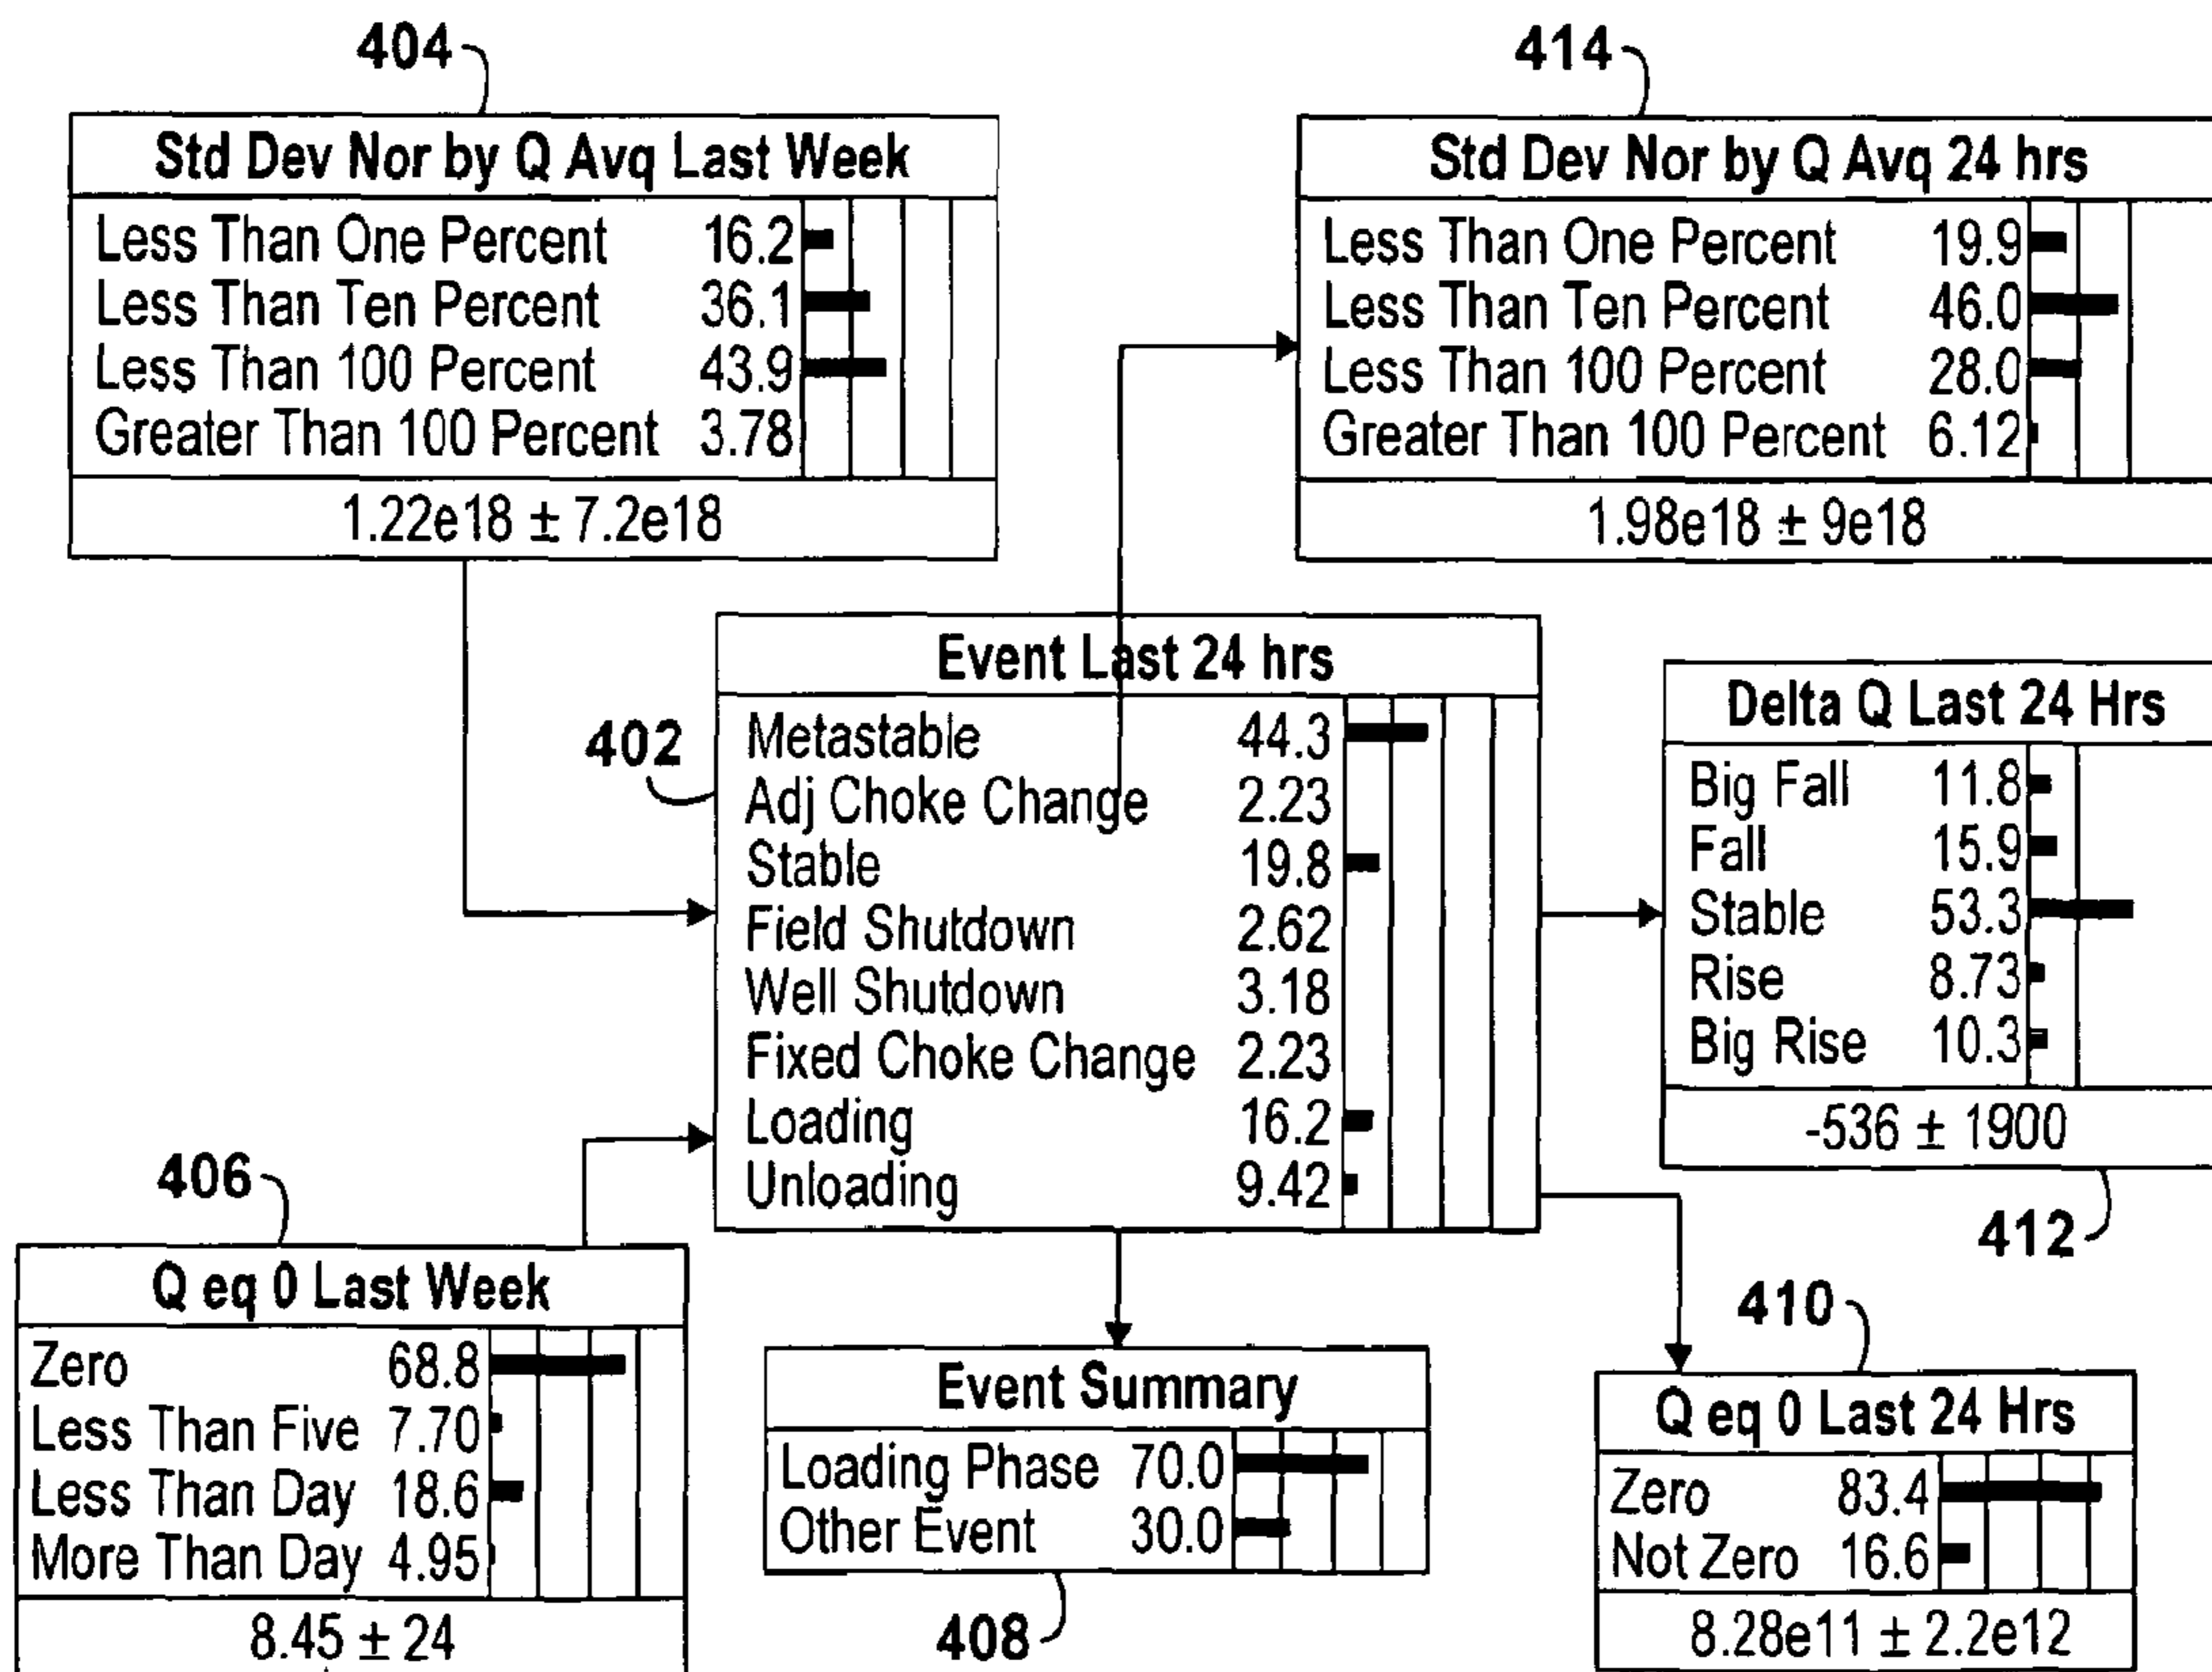 404
Std Dev Nor by Q Avq Last Week
Less Than One Percent 16.2
Less Than Ten Percent 36.1
Less Than 100 Percent 43.9
Greater Than 100 Percent 3.78
1.22e18 ± 7.2e18
414
Std Dev Nor by Q Avq 24 hrs
Less Than One Percent 19.9
Less Than Ten Percent 46.0
Less Than 100 Percent 28.0
Greater Than 100 Percent 6.12
1.98e18 ± 9e18
402
Event Last 24 hrs
Metastable 44.3
Adj Choke Change 2.23
Stable 19.8
Field Shutdown 2.62
Well Shutdown 3.18
Fixed Choke Change 2.23
Loading 16.2
Unloading 9.42
Delta Q Last 24 Hrs
Big Fall 11.8
Fall 15.9
Stable 53.3
Rise 8.73
Big Rise 10.3
-536 ± 1900
412
406
Q eq 0 Last Week
Zero 68.8
Less Than Five 7.70
Less Than Day 18.6
More Than Day 4.95
8.45 ± 24
Event Summary
Loading Phase 70.0
Other Event 30.0
408
410
Q eq 0 Last 24 Hrs
Zero 83.4
Not Zero 16.6
8.28e11 ± 2.2e12